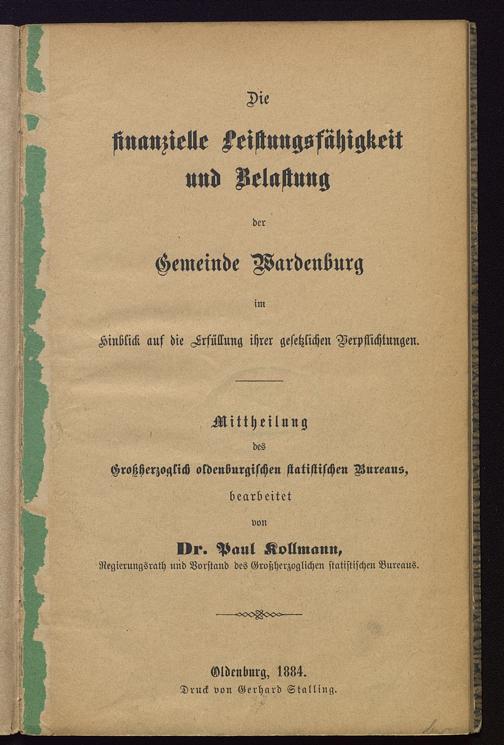 Die
finanzielle Leistungsfähigkeit
und Belastung
der
Gemeinde Wardenburg
im
Hinblick auf die Erfüllung ihrer gesetzlichen Verpflichtungen.
Mittheilung
des
Großherzoglich oldenburgischen statistischen Bureaus,
bearbeitet
von
Dr. Paul Kollmann,
Regierungsrath und Vorstand des Großherzoglichen statistischen Bureaus.
Oldenburg, 1884.
Druck von Gerhard Stalling.